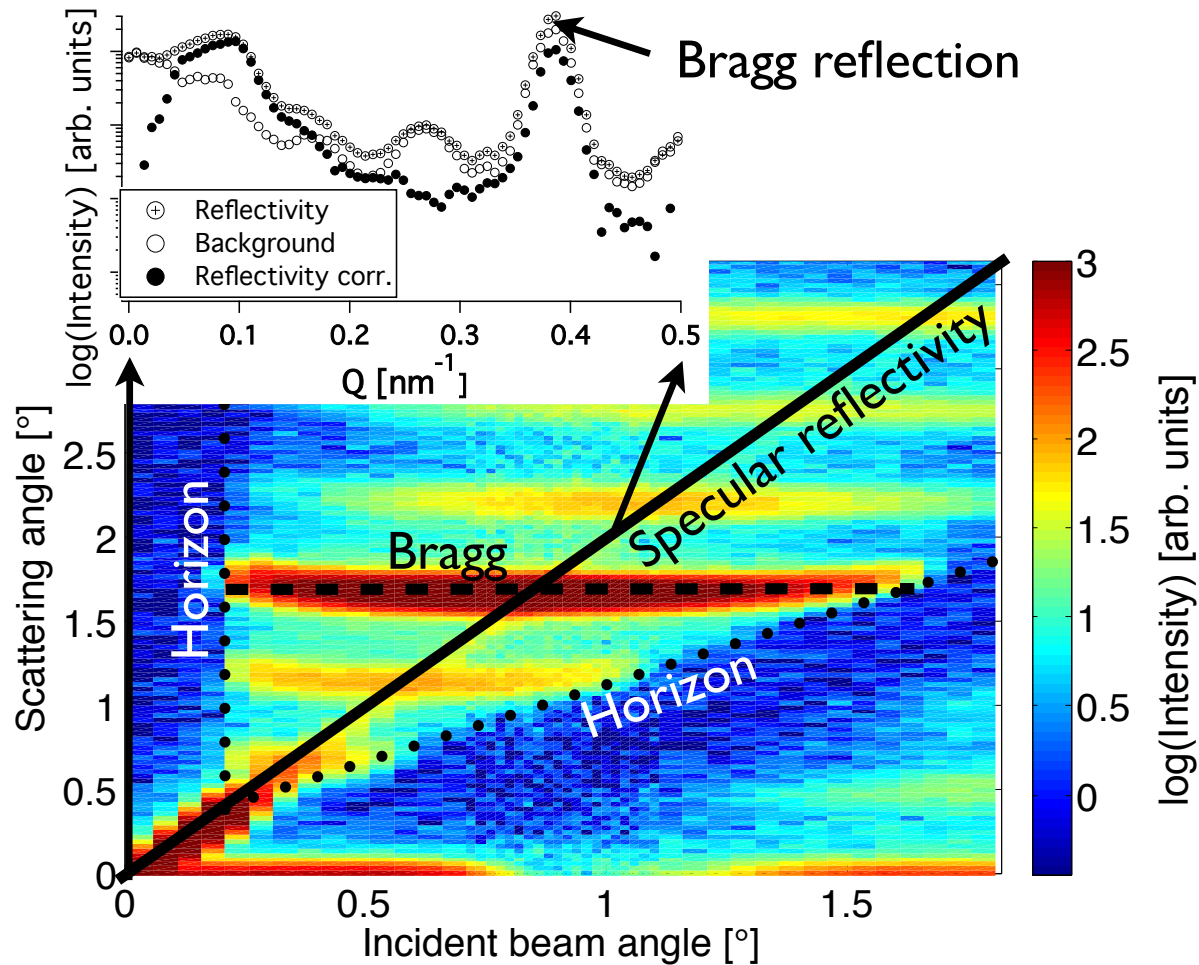 log(Intensity) [arb. units]
Bragg reflection
Reflectivity
Background
Reflectivity corr.
0.0 0.1 0.2 0.3 0.4 0.5
Q [nm⁻¹]
Scattering angle [°]
2.5
2
1.5
1
0.5
0
Horizon
Bragg
Specular reflectivity
Horizon
0 0.5 1 1.5
Incident beam angle [°]
3
2.5
2
1.5
1
0.5
0
log(Intensity) [arb. units]